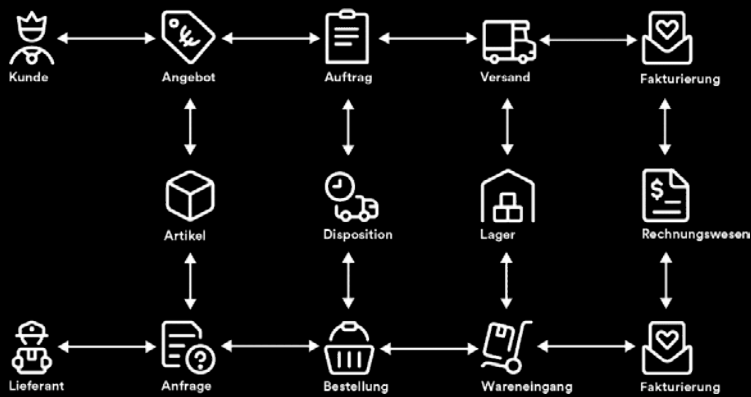 Kunde
Angebot
Auftrag
Versand
Fakturierung
Artikel
Disposition
Lager
$
Rechnungswesen
Lieferant
Anfrage
?
Bestellung
Wareneingang
Fakturierung